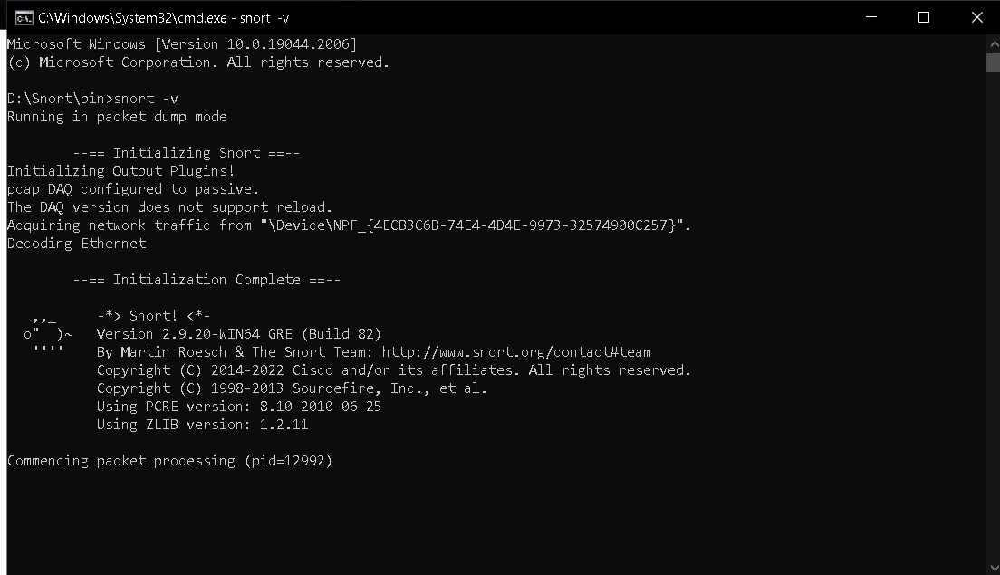 C:\Windows\System32\cmd.exe - snort -v
Microsoft Windows [Version 10.0.19044.2006]
(c) Microsoft Corporation. All rights reserved.
D:\Snort\bin>snort -v
Running in packet dump mode
--== Initializing Snort ==--
Initializing Output Plugins!
pcap DAQ configured to passive.
The DAQ version does not support reload.
Acquiring network traffic from "\Device\NPF_{4ECB3C6B-74E4-4D4E-9973-32574900C257}".
Decoding Ethernet
--== Initialization Complete ==--
,,_     -*> Snort! <*-
o"  )~   Version 2.9.20-WIN64 GRE (Build 82)
''''    By Martin Roesch & The Snort Team: http://www.snort.org/contact#team
Copyright (C) 2014-2022 Cisco and/or its affiliates. All rights reserved.
Copyright (C) 1998-2013 Sourcefire, Inc., et al.
Using PCRE version: 8.10 2010-06-25
Using ZLIB version: 1.2.11
Commencing packet processing (pid=12992)